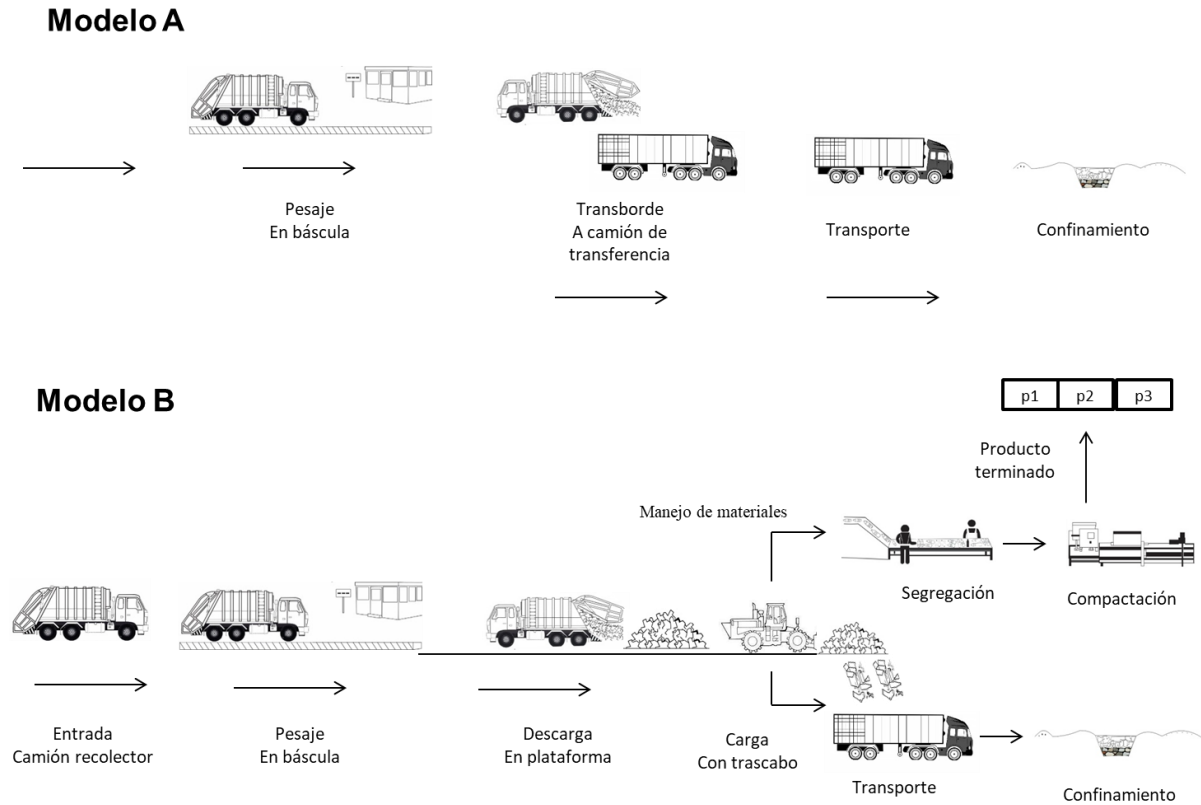 Modelo A
Pesaje
En báscula
Transborde
A camión de
transferencia
Transporte
Confinamiento
Modelo B
p1 p2 p3
Producto
terminado
Manejo de materiales
Segregación
Compactación
Entrada
Camión recolector
Pesaje
En báscula
Descarga
En plataforma
Carga
Con trascabo
Transporte
Confinamiento